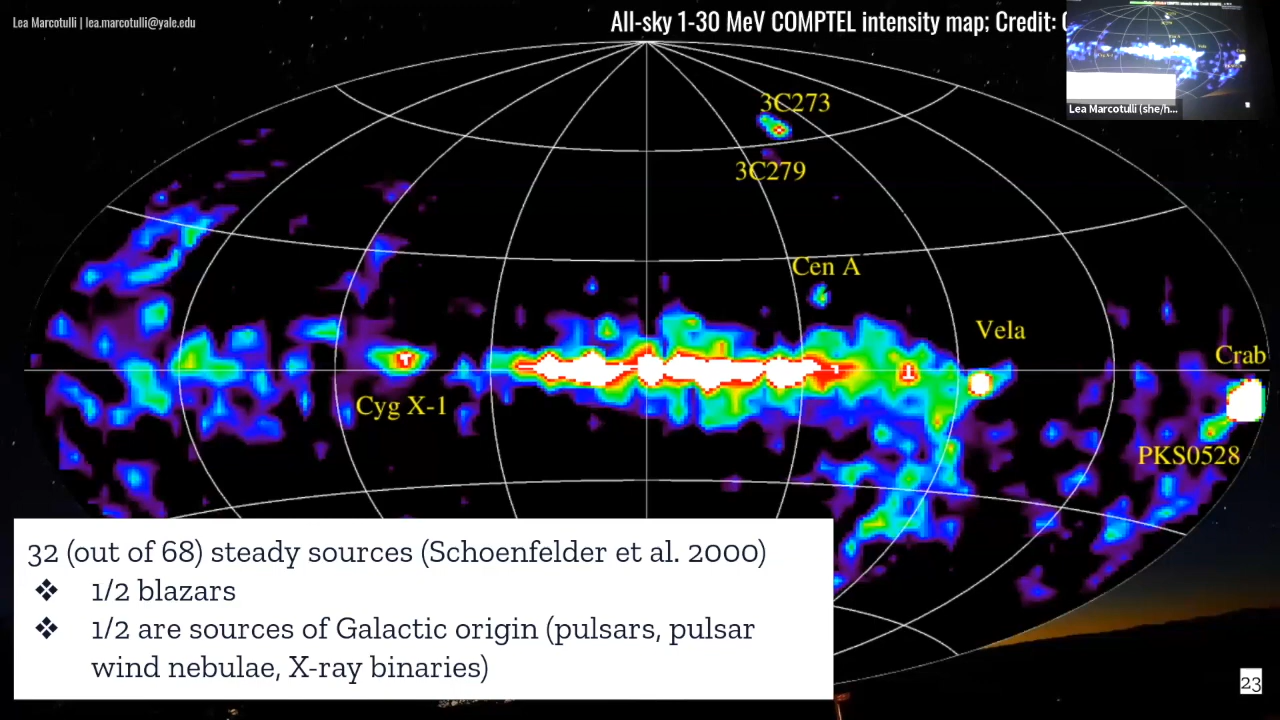 Lea Marcotulli | lea.marcotulli@yale.edu
All-sky 1-30 MeV COMPTEL intensity map; Credit:
Lea Marcotulli (she/h...
3C273
3C279
Cen A
Vela
Crab
Cyg X-1
PKS0528
32 (out of 68) steady sources (Schoenfelder et al. 2000)
❖ 1/2 blazars
❖ 1/2 are sources of Galactic origin (pulsars, pulsar
wind nebulae, X-ray binaries)
23